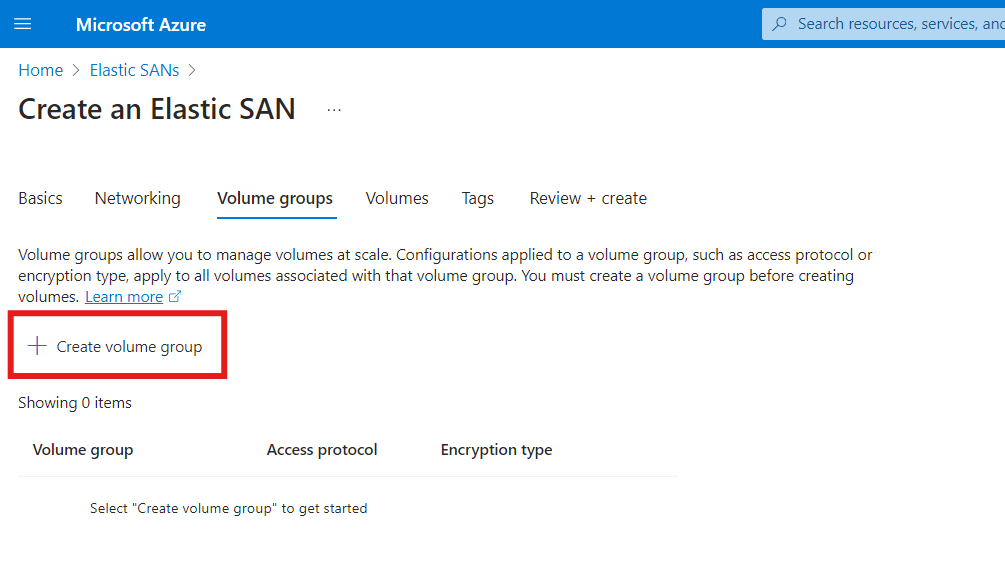 Microsoft Azure
Search resources, services, and
Home > Elastic SANs >
Create an Elastic SAN ...
Basics Networking Volume groups Volumes Tags Review + create
Volume groups allow you to manage volumes at scale. Configurations applied to a volume group, such as access protocol or
encryption type, apply to all volumes associated with that volume group. You must create a volume group before creating
volumes. Learn more
+ Create volume group
Showing 0 items
Volume group Access protocol Encryption type
Select "Create volume group" to get started